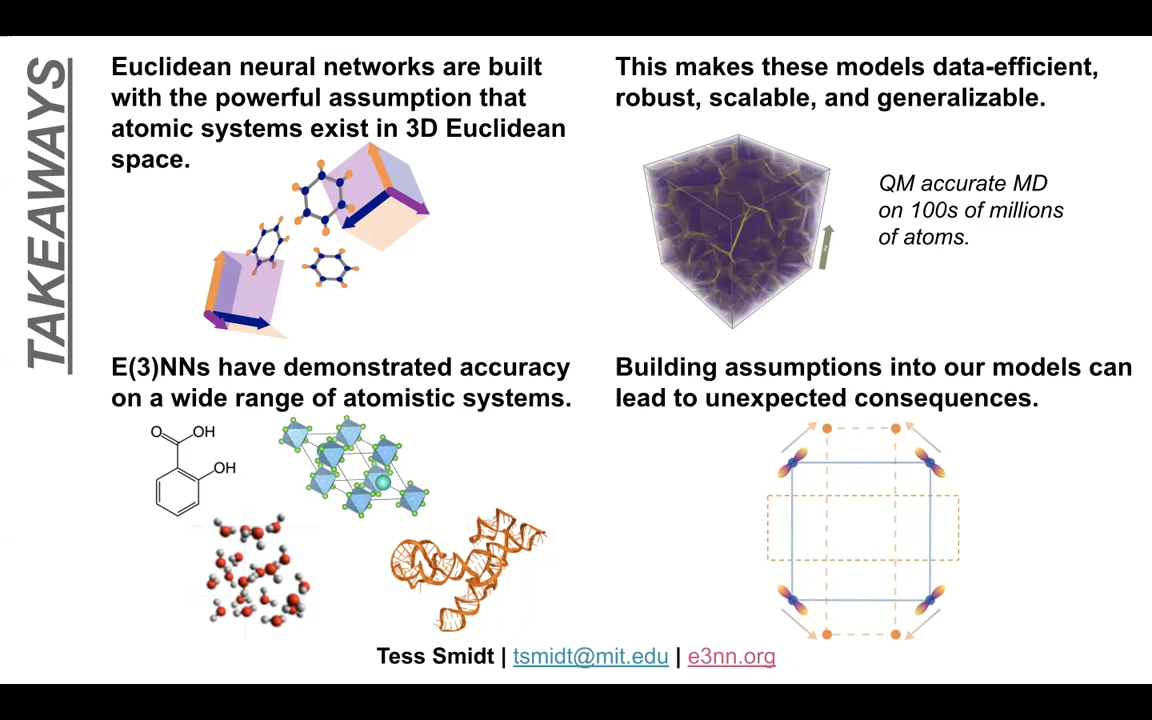 TAKEAWAYS
Euclidean neural networks are built
with the powerful assumption that
atomic systems exist in 3D Euclidean
space.
This makes these models data-efficient,
robust, scalable, and generalizable.
QM accurate MD
on 100s of millions
of atoms.
E(3)NNs have demonstrated accuracy
on a wide range of atomistic systems.
O
OH
OH
Building assumptions into our models can
lead to unexpected consequences.
Tess Smidt | tsmidt@mit.edu | e3nn.org